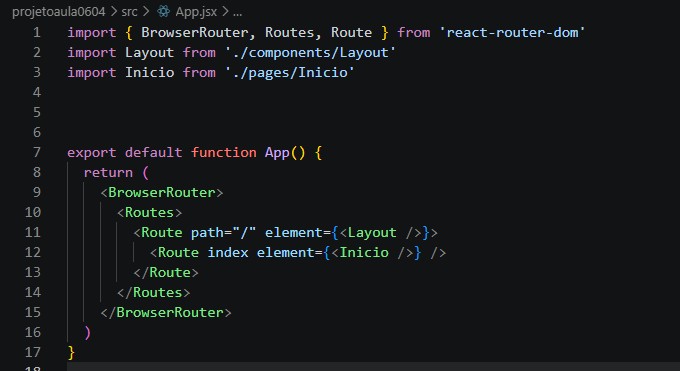 projetoaula0604 > src > App.jsx > ...
1 import { BrowserRouter, Routes, Route } from 'react-router-dom'
2 import Layout from './components/Layout'
3 import Inicio from './pages/Inicio'
4
5
6
7 export default function App() {
8   return (
9     <BrowserRouter>
10       <Routes>
11         <Route path="/" element={<Layout />}>
12           <Route index element={<Inicio />} />
13         </Route>
14       </Routes>
15     </BrowserRouter>
16   )
17 }
18